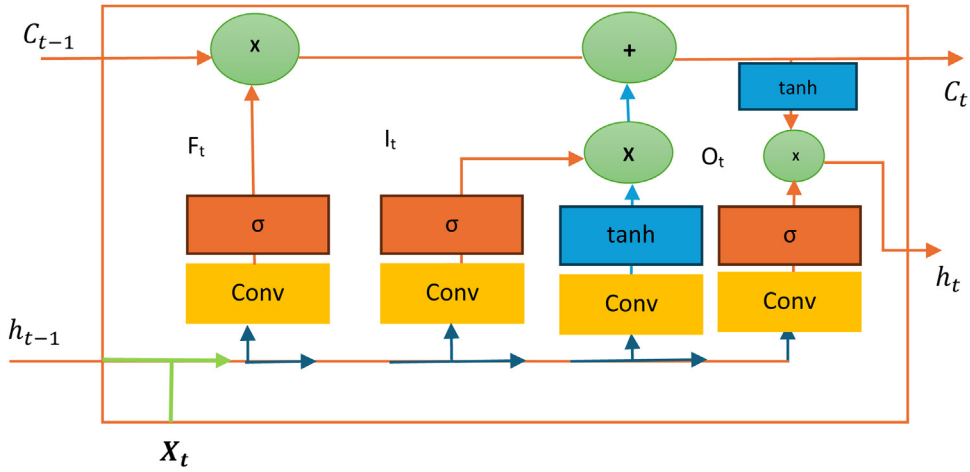 C_{t-1}
x
+
tanh
C_t
F_t
I_t
X
O_t
x
σ
σ
tanh
σ
h_t
Conv
Conv
Conv
Conv
h_{t-1}
X_t